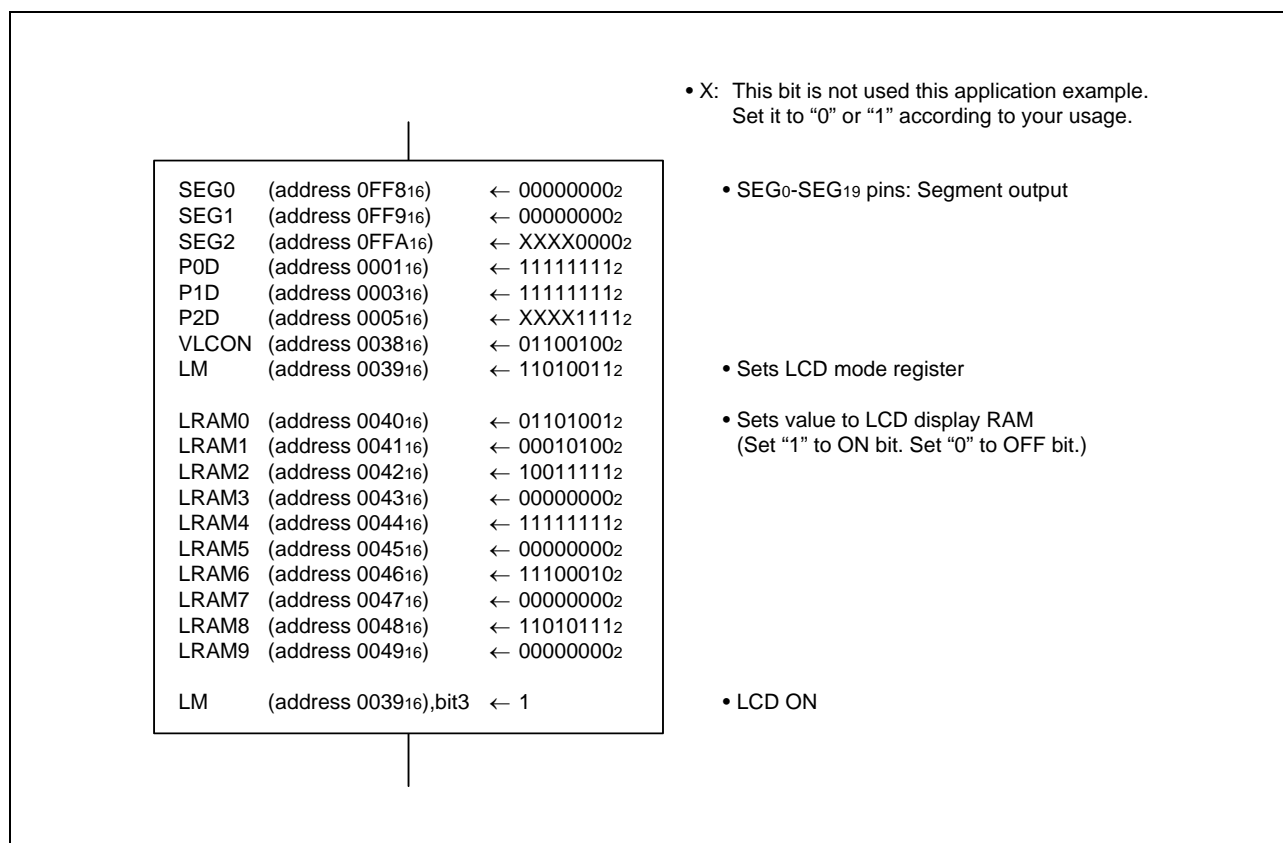 • X: This bit is not used this application example.
Set it to “0” or “1” according to your usage.
SEG0 (address 0FF816) ← 000000002 • SEG0-SEG19 pins: Segment output
SEG1 (address 0FF916) ← 000000002
SEG2 (address 0FFA16) ← XXXX00002
P0D (address 000116) ← 111111112
P1D (address 000316) ← 111111112
P2D (address 000516) ← XXXX11112
VLCON (address 003816) ← 011001002
LM (address 003916) ← 110100112 • Sets LCD mode register
LRAM0 (address 004016) ← 011010012 • Sets value to LCD display RAM
LRAM1 (address 004116) ← 000101002 (Set “1” to ON bit. Set “0” to OFF bit.)
LRAM2 (address 004216) ← 100111112
LRAM3 (address 004316) ← 000000002
LRAM4 (address 004416) ← 111111112
LRAM5 (address 004516) ← 000000002
LRAM6 (address 004616) ← 111000102
LRAM7 (address 004716) ← 000000002
LRAM8 (address 004816) ← 110101112
LRAM9 (address 004916) ← 000000002
LM (address 003916),bit3 ← 1 • LCD ON